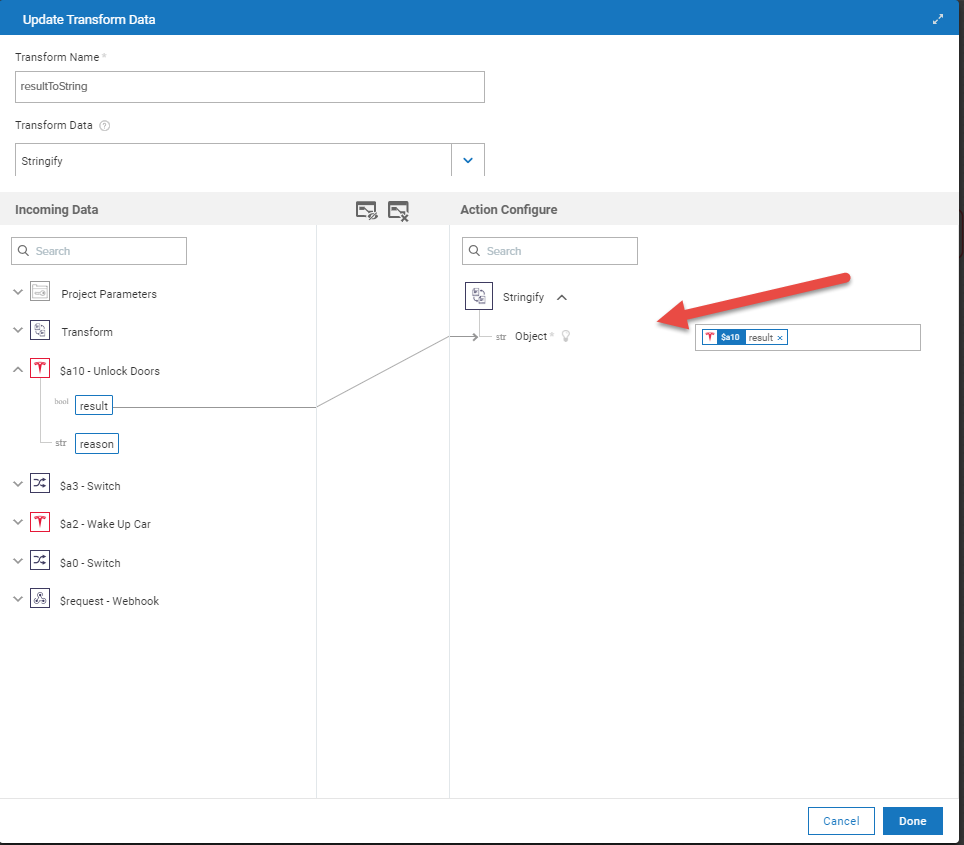 Update Transform Data
Transform Name *
resultToString
Transform Data ?
Stringify
Incoming Data
Action Configure
Search
Search
Project Parameters
Stringify
Transform
str Object *
$a10 result ×
$a10 - Unlock Doors
bool result
str reason
$a3 - Switch
$a2 - Wake Up Car
$a0 - Switch
$request - Webhook
Cancel
Done